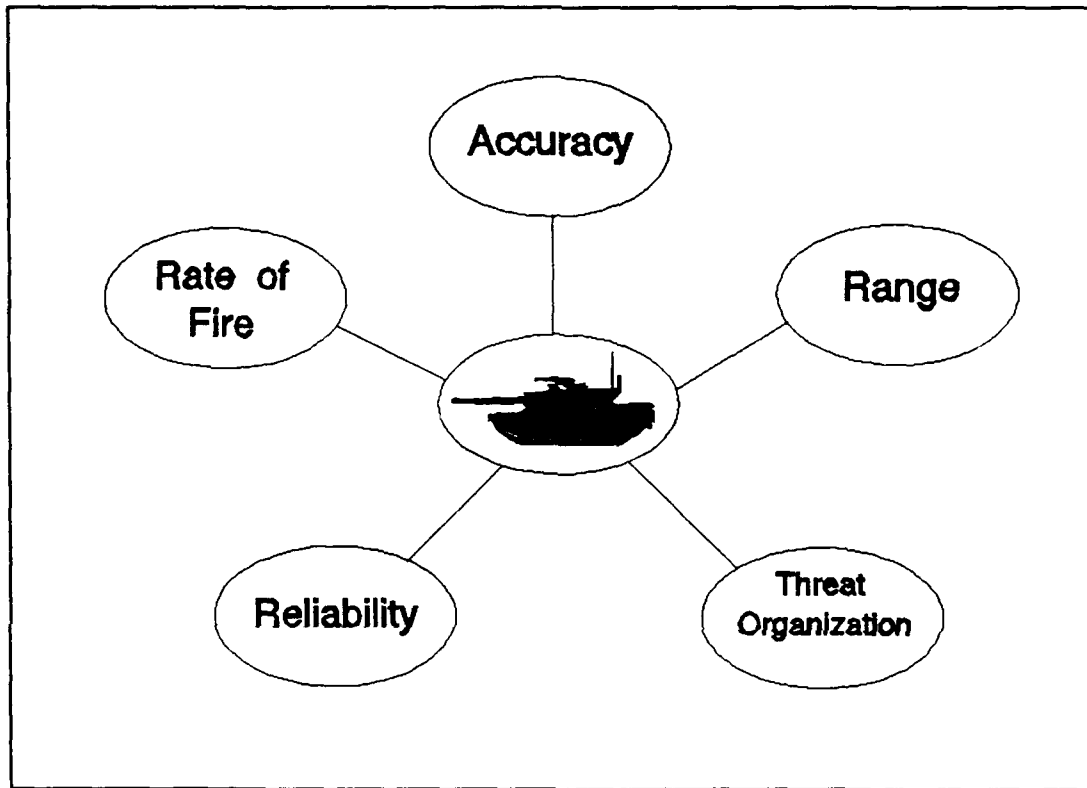 Accuracy
Rate of
Fire
Range
Reliability
Threat
Organization